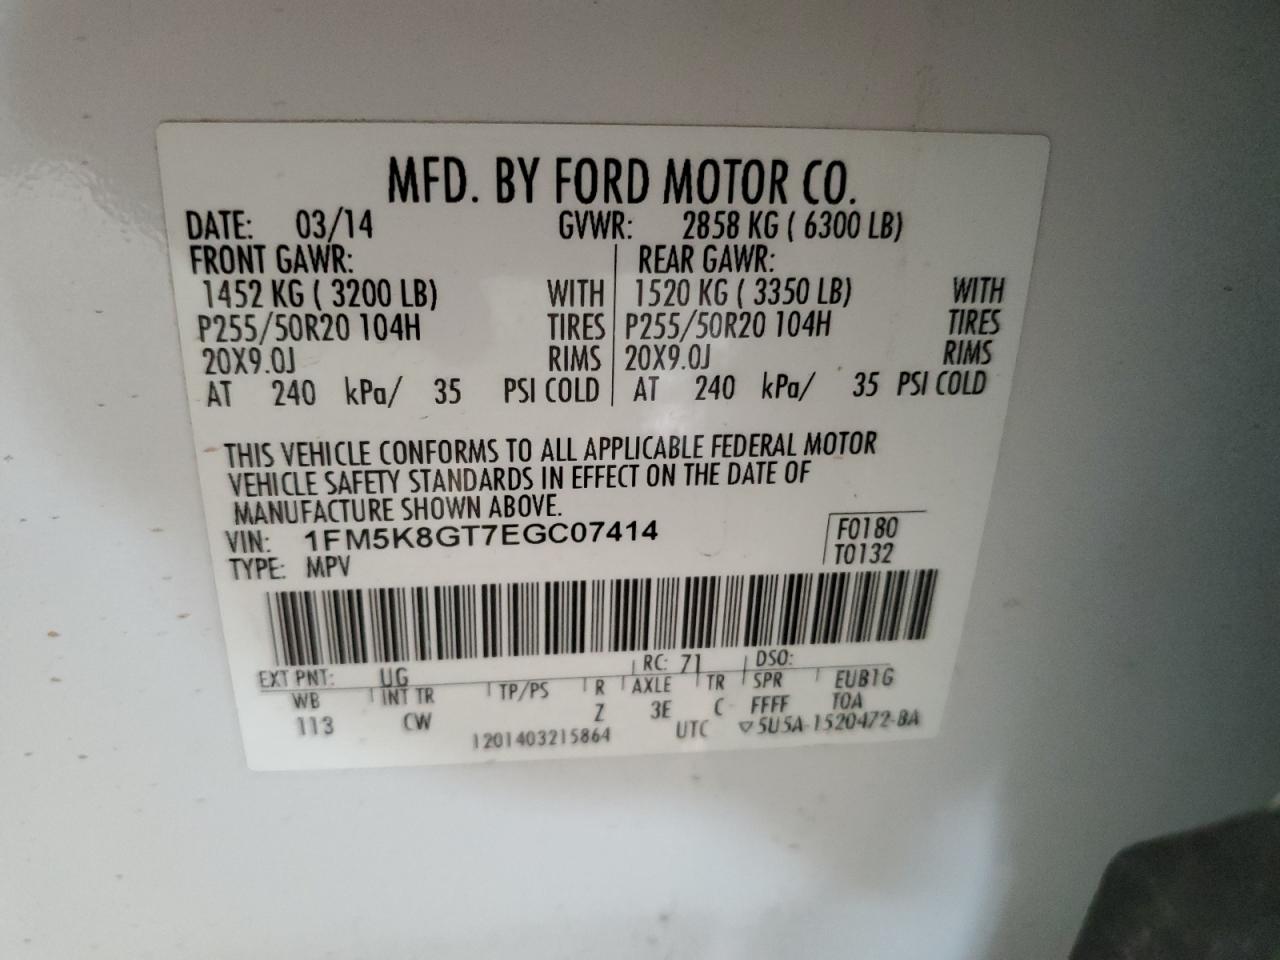 MFD. BY FORD MOTOR CO.
DATE: 03/14 GVWR: 2858 KG ( 6300 LB)
FRONT GAWR: REAR GAWR:
1452 KG ( 3200 LB) WITH 1520 KG ( 3350 LB) WITH
P255/50R20 104H TIRES P255/50R20 104H TIRES
20X9.0J RIMS 20X9.0J RIMS
AT 240 kPa/ 35 PSI COLD AT 240 kPa/ 35 PSI COLD
THIS VEHICLE CONFORMS TO ALL APPLICABLE FEDERAL MOTOR
VEHICLE SAFETY STANDARDS IN EFFECT ON THE DATE OF
MANUFACTURE SHOWN ABOVE.
VIN: 1FM5K8GT7EGC07414 F0180
TYPE: MPV T0132
EXT PNT: UG RC: 71 DSO:
WB INT TR TP/PS R AXLE TR SPR EUB1G
113 CW Z 3E C FFFF T0A
1201403215864 UTC ▽5U5A-1520472-BA